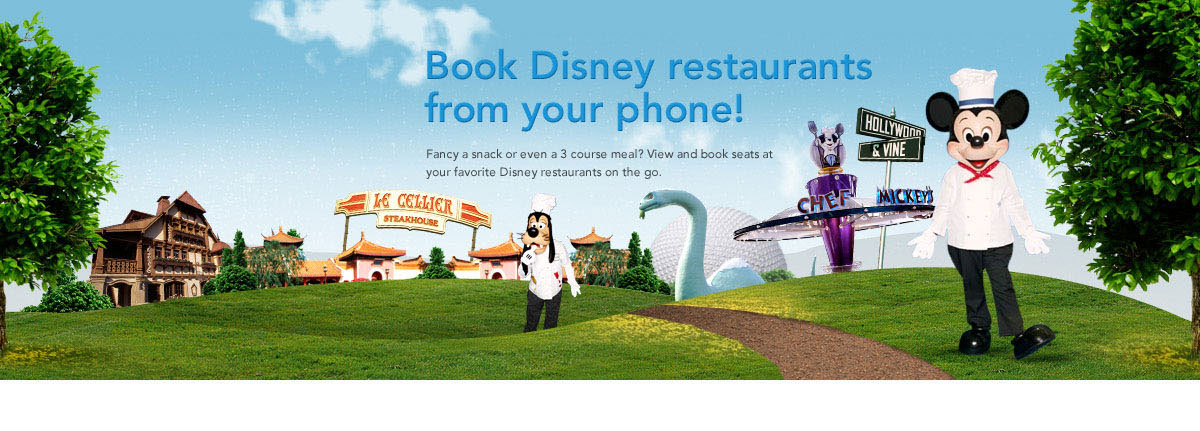 Book Disney restaurants
from your phone!
Fancy a snack or even a 3 course meal? View and book seats at
your favorite Disney restaurants on the go.
LE CELLIER
STEAKHOUSE
HOLLYWOOD
& VINE
CHEF MICKEY'S